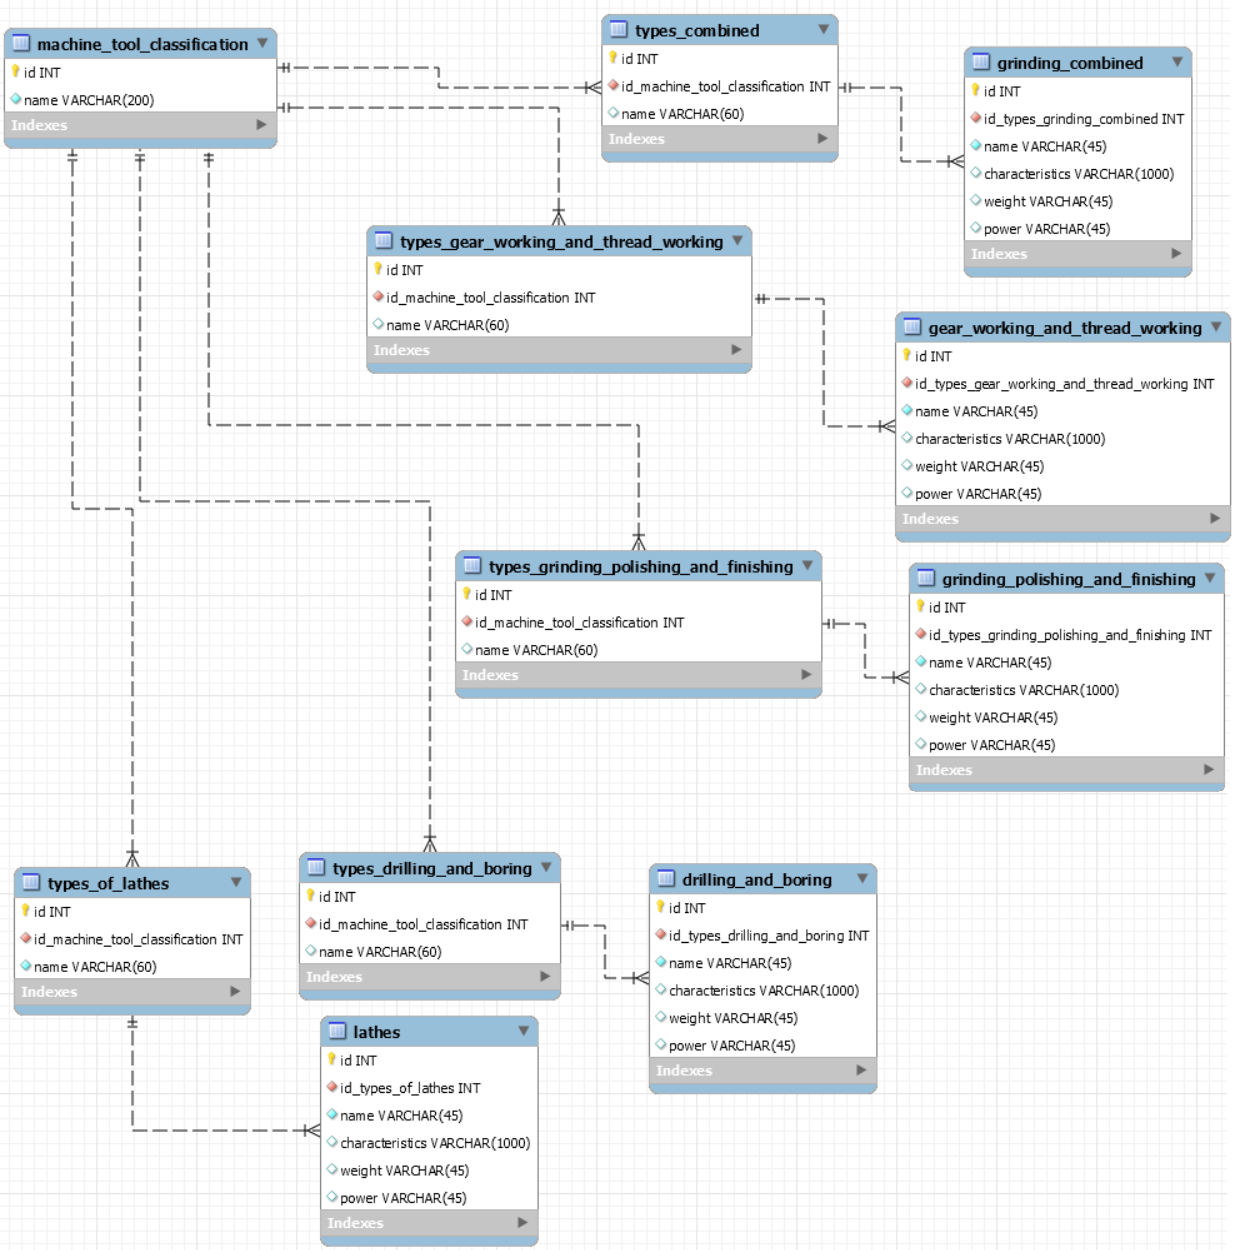 machine_tool_classification
id INT
name VARCHAR(200)
Indexes
types_combined
id INT
id_machine_tool_classification INT
name VARCHAR(60)
Indexes
grinding_combined
id INT
id_types_grinding_combined INT
name VARCHAR(45)
characteristics VARCHAR(1000)
weight VARCHAR(45)
power VARCHAR(45)
Indexes
types_gear_working_and_thread_working
id INT
id_machine_tool_classification INT
name VARCHAR(60)
Indexes
gear_working_and_thread_working
id INT
id_types_gear_working_and_thread_working INT
name VARCHAR(45)
characteristics VARCHAR(1000)
weight VARCHAR(45)
power VARCHAR(45)
Indexes
types_grinding_polishing_and_finishing
id INT
id_machine_tool_classification INT
name VARCHAR(60)
Indexes
grinding_polishing_and_finishing
id INT
id_types_grinding_polishing_and_finishing INT
name VARCHAR(45)
characteristics VARCHAR(1000)
weight VARCHAR(45)
power VARCHAR(45)
Indexes
types_of_lathes
id INT
id_machine_tool_classification INT
name VARCHAR(60)
Indexes
types_drilling_and_boring
id INT
id_machine_tool_classification INT
name VARCHAR(60)
Indexes
drilling_and_boring
id INT
id_types_drilling_and_boring INT
name VARCHAR(45)
characteristics VARCHAR(1000)
weight VARCHAR(45)
power VARCHAR(45)
Indexes
lathes
id INT
id_types_of_lathes INT
name VARCHAR(45)
characteristics VARCHAR(1000)
weight VARCHAR(45)
power VARCHAR(45)
Indexes